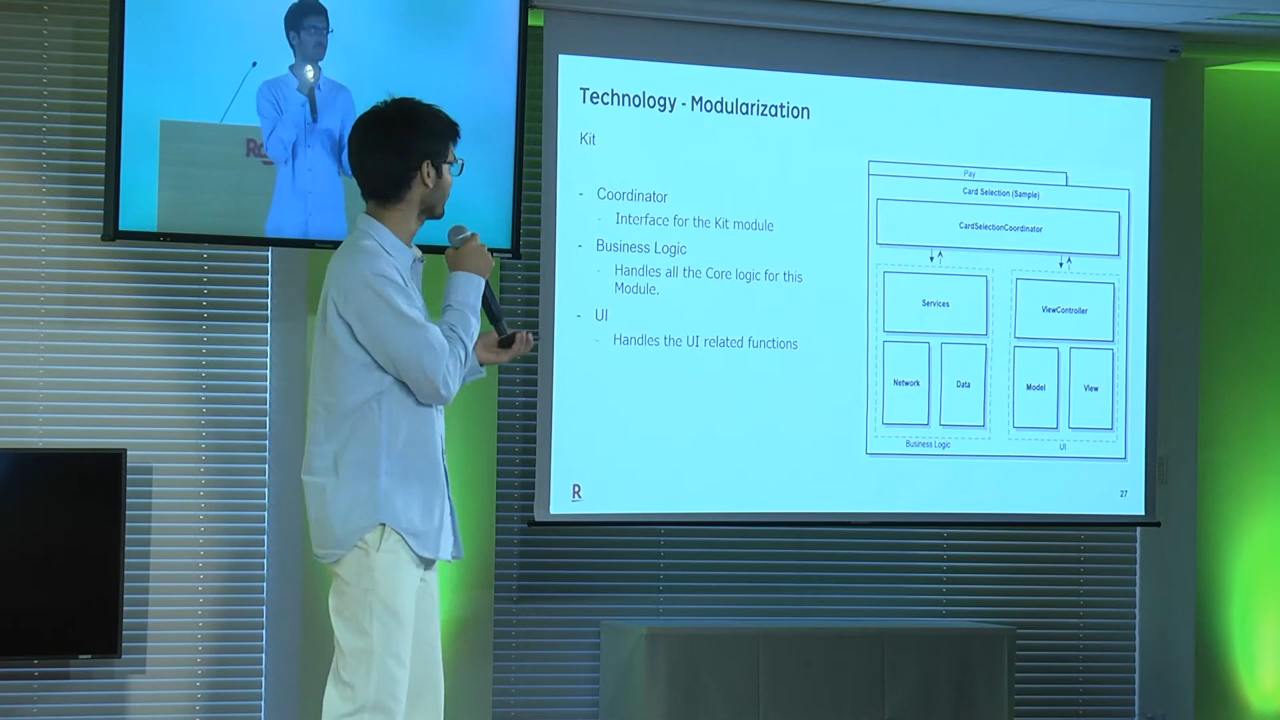 Technology - Modularization
Kit
- Coordinator
- Interface for the Kit module
- Business Logic
- Handles all the Core logic for this
Module.
- UI
- Handles the UI related functions
Pay
Card Selection (Sample)
CardSelectionCoordinator
Services
ViewController
Network
Data
Model
View
Business Logic
UI
R
27